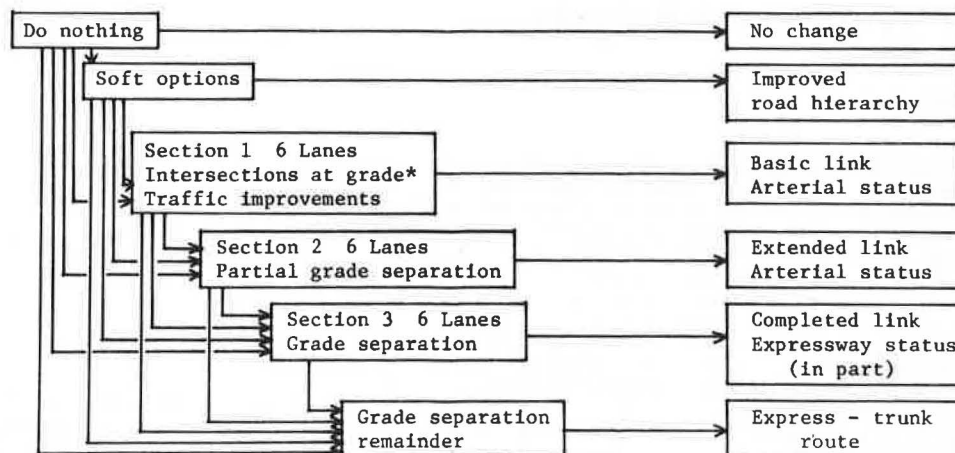 Do nothing
No change
Soft options
Improved
road hierarchy
Section 1 6 Lanes
Intersections at grade*
Traffic improvements
Basic link
Arterial status
Section 2 6 Lanes
Partial grade separation
Extended link
Arterial status
Section 3 6 Lanes
Grade separation
Completed link
Expressway status
(in part)
Grade separation
remainder
Express - trunk
route